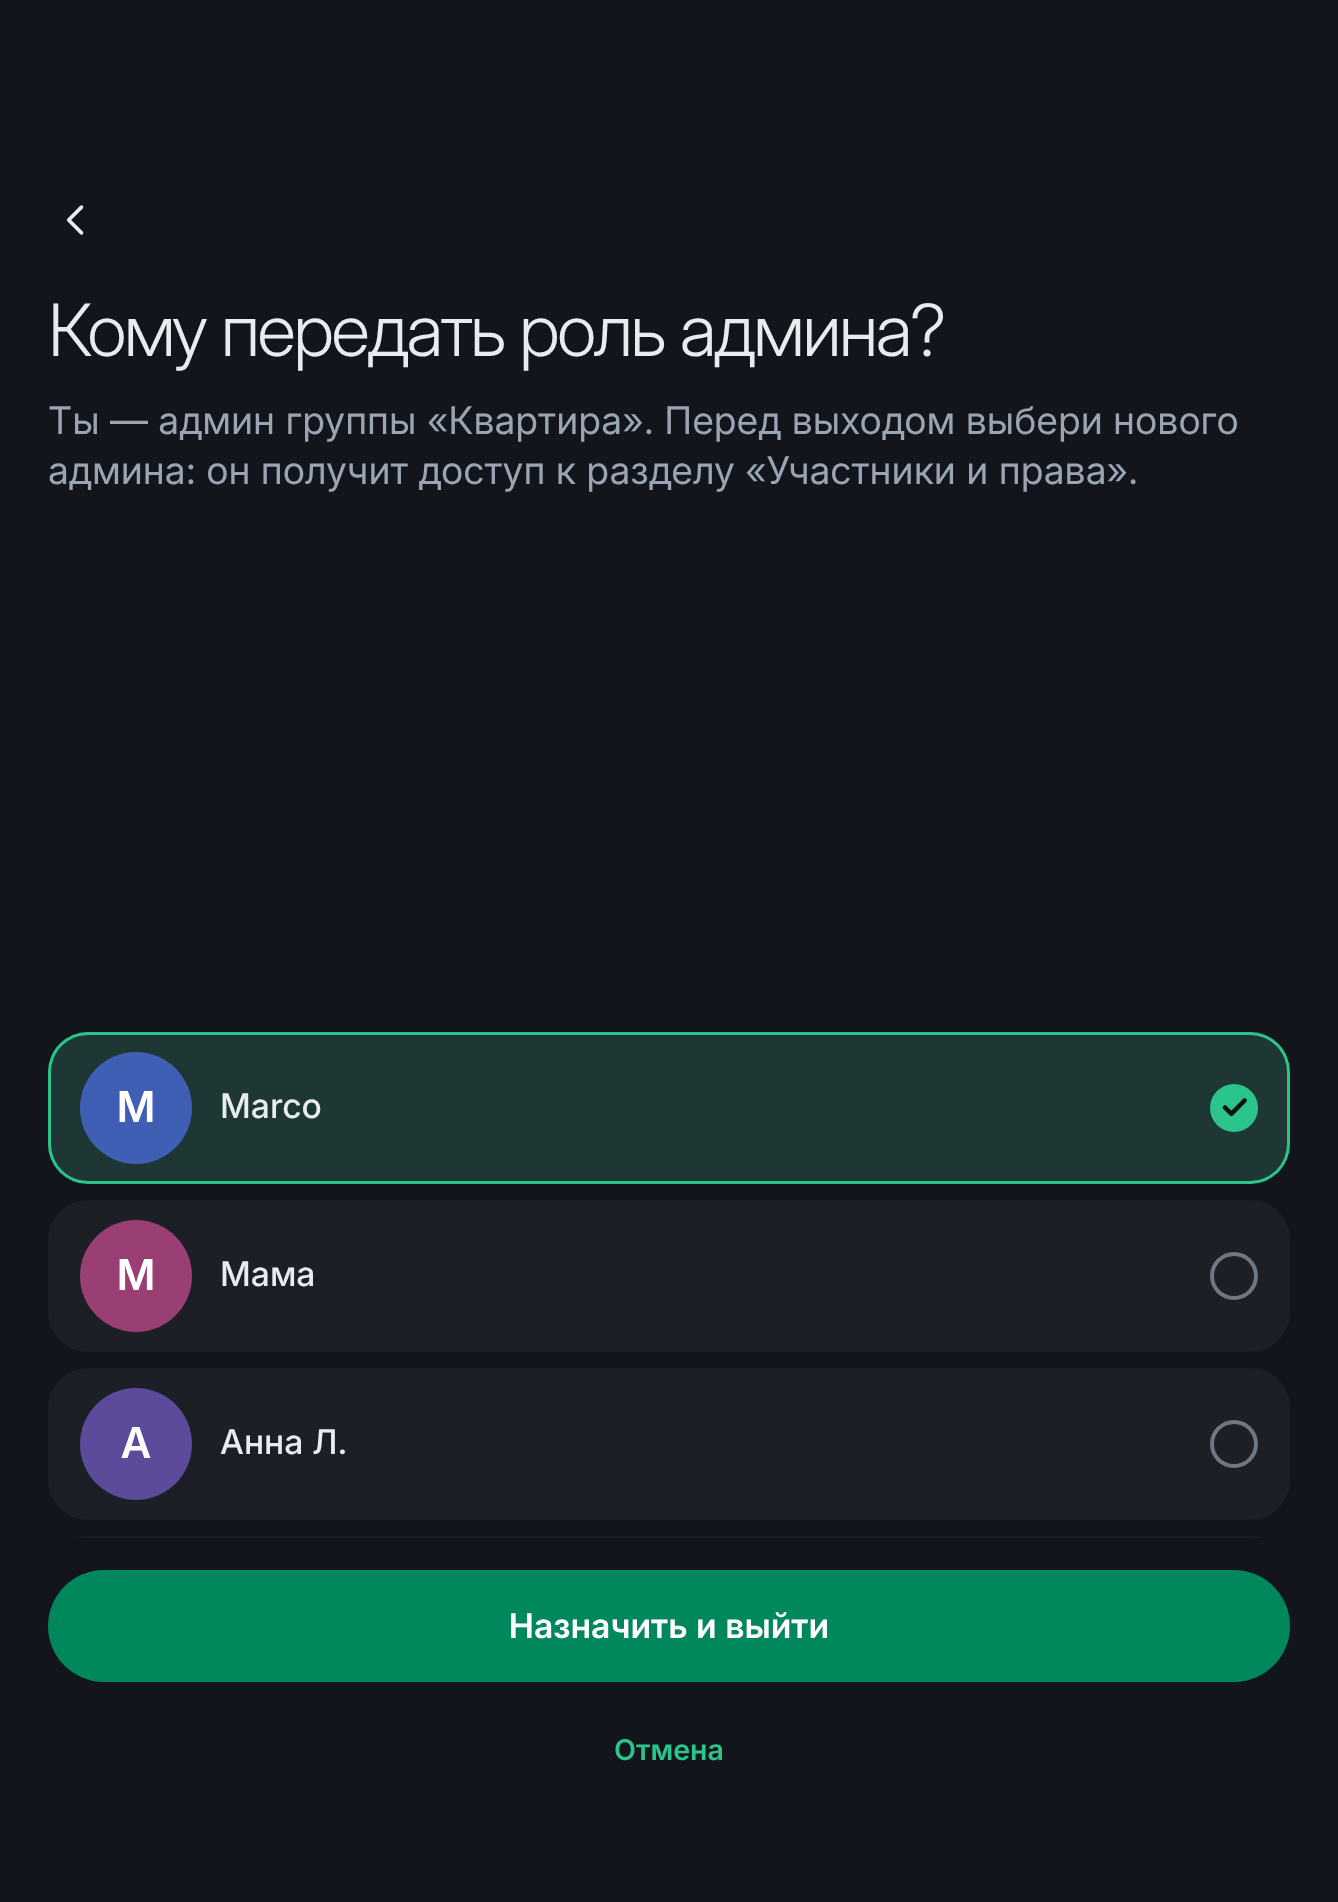 Кому передать роль админа?
Ты — админ группы «Квартира». Перед выходом выбери нового
админа: он получит доступ к разделу «Участники и права».
M Marco
М Мама
А Анна Л.
Назначить и выйти
Отмена